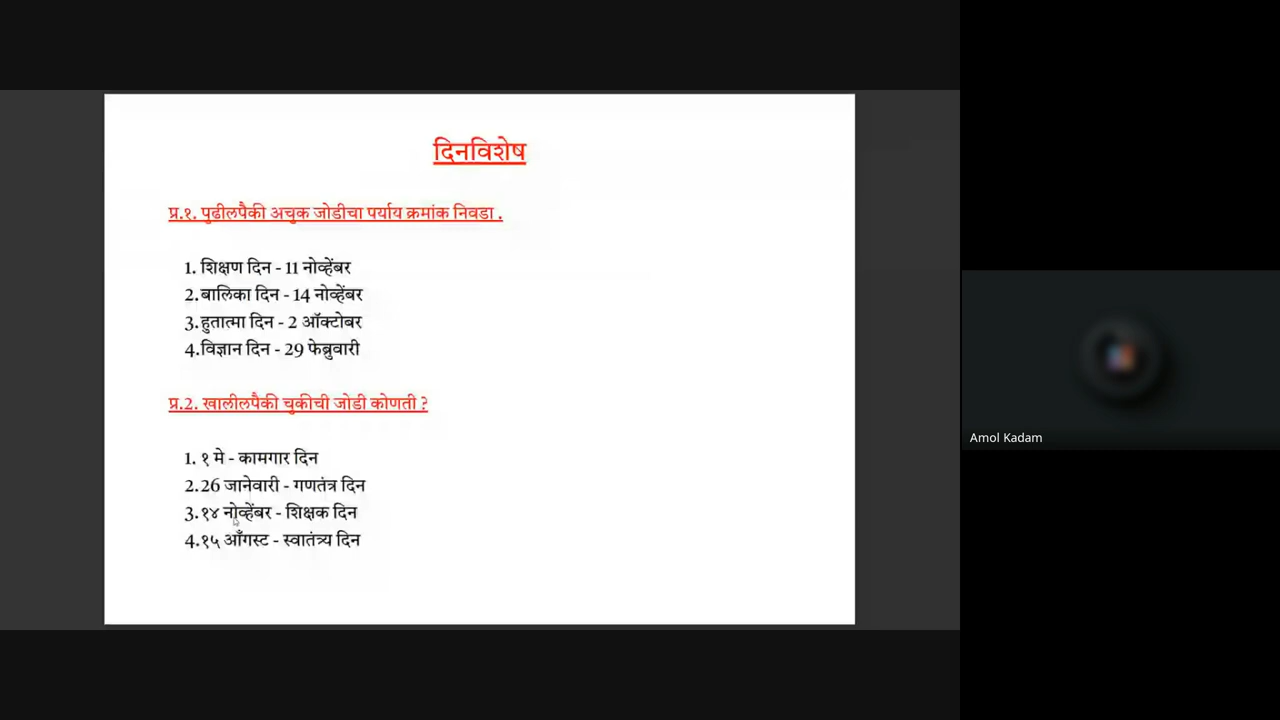 दिनविशेष
प्र.१. पुढीलपैकी अचुक जोडीचा पर्याय क्रमांक निवडा .
1. शिक्षण दिन - 11 नोव्हेंबर
2. बालिका दिन - 14 नोव्हेंबर
3. हुतात्मा दिन - 2 ऑक्टोबर
4. विज्ञान दिन - 29 फेब्रुवारी
प्र.2. खालीलपैकी चुकीची जोडी कोणती ?
1. १ मे - कामगार दिन
2. 26 जानेवारी - गणतंत्र दिन
3. १४ नोव्हेंबर - शिक्षक दिन
4. १५ ऑंगस्ट - स्वातंत्र्य दिन
Amol Kadam